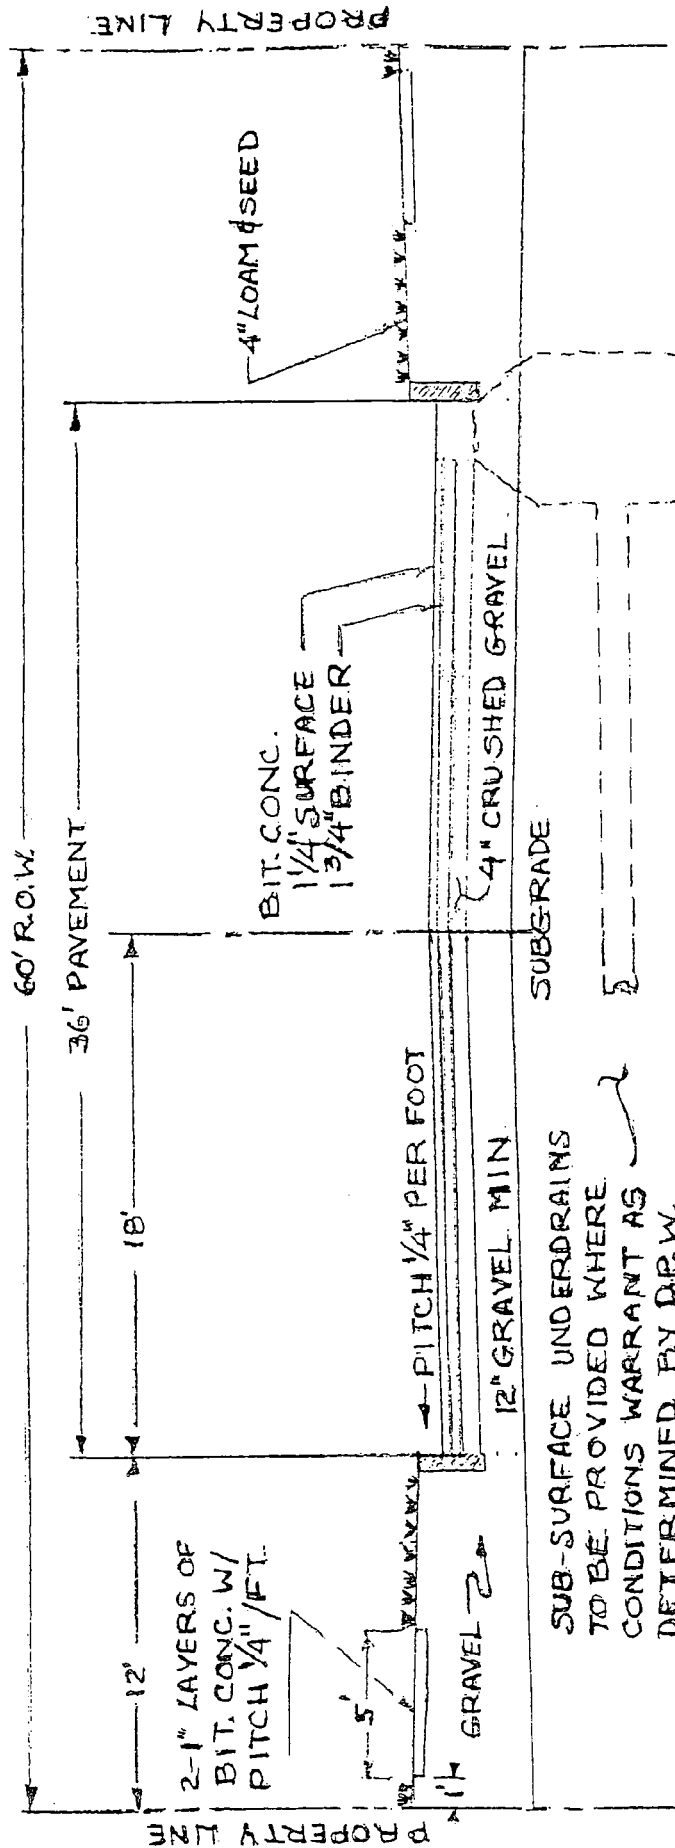 60' R.O.W.
36' PAVEMENT
12'
18'
PROPERTY LINE
PROPERTY LINE
2-1" LAYERS OF
BIT. CONC. W/
PITCH 1/4"/FT.
5'
1'
GRAVEL
PITCH 1/4" PER FOOT
12" GRAVEL MIN
BIT. CONC.
1 1/4" SURFACE
1 3/4" BINDER
4" CRUSHED GRAVEL
4" LOAM & SEED
SUBGRADE
SUB-SURFACE UNDERDRAINS
TO BE PROVIDED WHERE
CONDITIONS WARRANT AS
DETERMINED BY D.P.W.